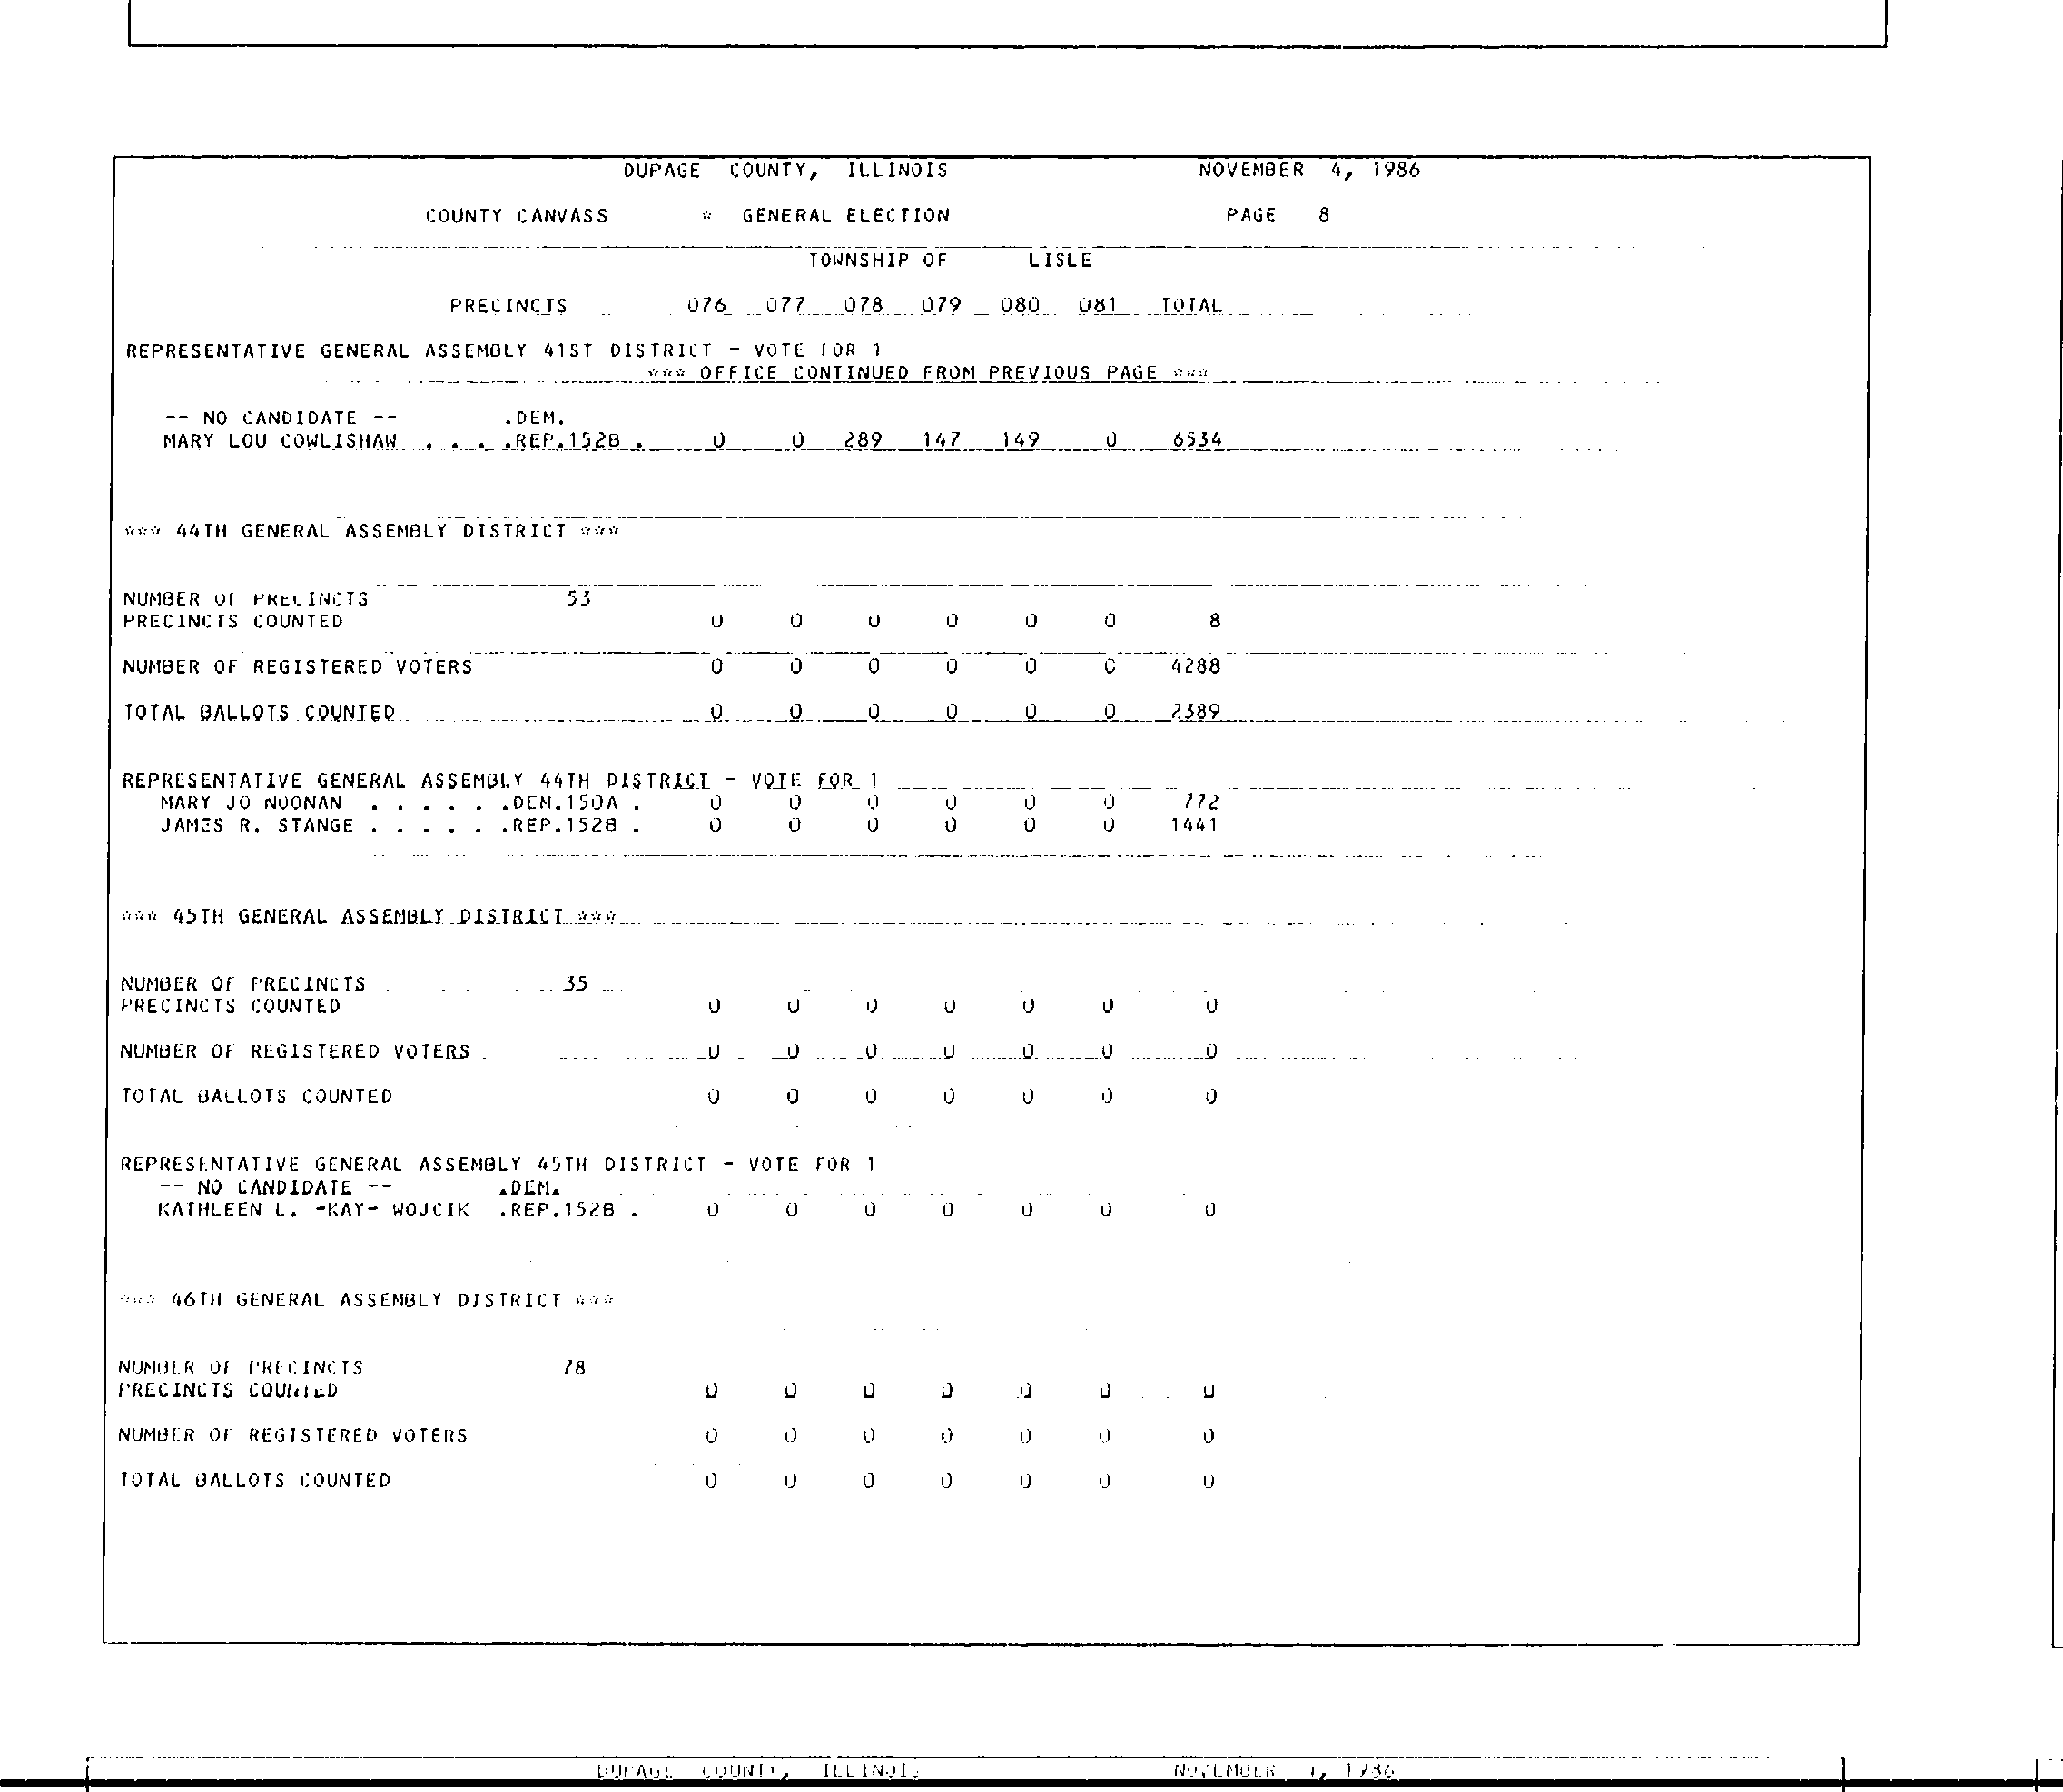 DUPAGE COUNTY, ILLINOIS NOVEMBER 4, 1986
COUNTY CANVASS * GENERAL ELECTION PAGE 8
TOWNSHIP OF LISLE
PRECINCTS 076 077 078 079 080 081 TOTAL
REPRESENTATIVE GENERAL ASSEMBLY 41ST DISTRICT - VOTE FOR 1
*** OFFICE CONTINUED FROM PREVIOUS PAGE ***
-- NO CANDIDATE -- .DEM.
MARY LOU COWLISHAW . . . .REP.152B . 0 0 289 147 149 0 6534
*** 44TH GENERAL ASSEMBLY DISTRICT ***
NUMBER OF PRECINCTS 53
PRECINCTS COUNTED 0 0 0 0 0 0 8
NUMBER OF REGISTERED VOTERS 0 0 0 0 0 0 4288
TOTAL BALLOTS COUNTED 0 0 0 0 0 0 2389
REPRESENTATIVE GENERAL ASSEMBLY 44TH DISTRICT - VOTE FOR 1
MARY JO NOONAN . . . . . .DEM.150A . 0 0 0 0 0 0 772
JAMES R. STANGE . . . . . .REP.152B . 0 0 0 0 0 0 1441
*** 45TH GENERAL ASSEMBLY DISTRICT ***
NUMBER OF PRECINCTS 35
PRECINCTS COUNTED 0 0 0 0 0 0 0
NUMBER OF REGISTERED VOTERS 0 0 0 0 0 0 0
TOTAL BALLOTS COUNTED 0 0 0 0 0 0 0
REPRESENTATIVE GENERAL ASSEMBLY 45TH DISTRICT - VOTE FOR 1
-- NO CANDIDATE -- .DEM.
KATHLEEN L. -KAY- WOJCIK .REP.152B . 0 0 0 0 0 0 0
*** 46TH GENERAL ASSEMBLY DISTRICT ***
NUMBER OF PRECINCTS 78
PRECINCTS COUNTED 0 0 0 0 0 0 0
NUMBER OF REGISTERED VOTERS 0 0 0 0 0 0 0
TOTAL BALLOTS COUNTED 0 0 0 0 0 0 0
DUPAGE COUNTY, ILLINOIS NOVEMBER 4, 1986